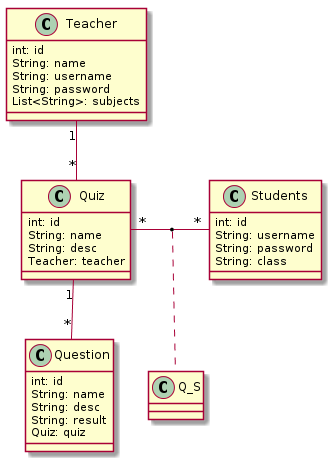 C Teacher
int: id
String: name
String: username
String: password
List<String>: subjects
1
*
C Quiz
int: id
String: name
String: desc
Teacher: teacher
* *
C Students
int: id
String: username
String: password
String: class
1
*
C Question
int: id
String: name
String: desc
String: result
Quiz: quiz
C Q_S